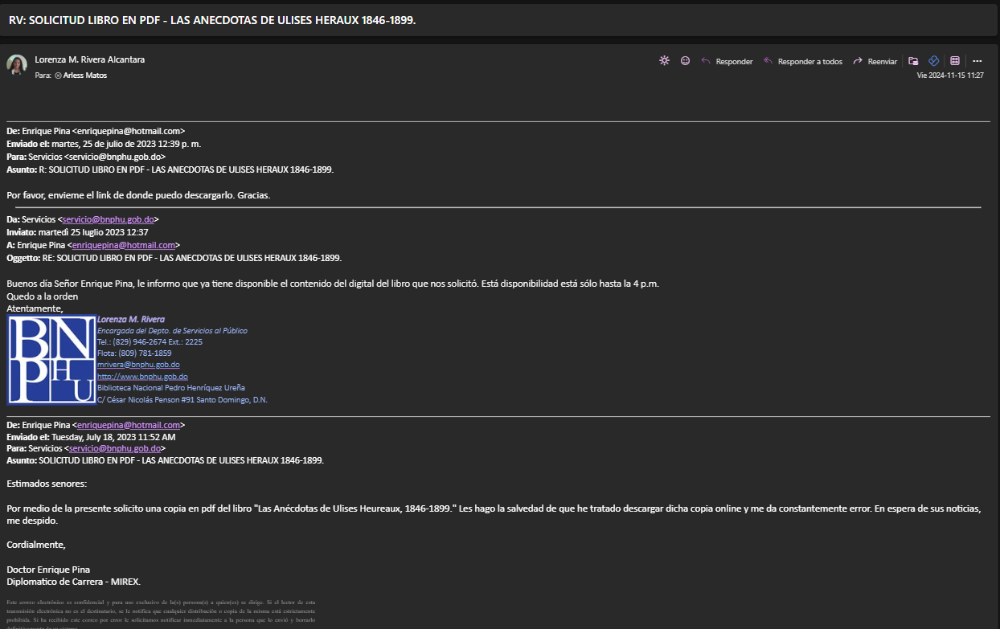 RV: SOLICITUD LIBRO EN PDF - LAS ANECDOTAS DE ULISES HERAUX 1846-1899.
Lorenza M. Rivera Alcantara
Para: Arless Matos
Responder
Responder a todos
Reenviar
Vie 2024-11-15 11:27
De: Enrique Pina <enriquepina@hotmail.com>
Enviado el: martes, 25 de julio de 2023 12:39 p. m.
Para: Servicios <servicio@bnphu.gob.do>
Asunto: R: SOLICITUD LIBRO EN PDF - LAS ANECDOTAS DE ULISES HERAUX 1846-1899.
Por favor, envieme el link de donde puedo descargarlo. Gracias.
Da: Servicios <servicio@bnphu.gob.do>
Inviato: martedì 25 luglio 2023 12:37
A: Enrique Pina <enriquepina@hotmail.com>
Oggetto: RE: SOLICITUD LIBRO EN PDF - LAS ANECDOTAS DE ULISES HERAUX 1846-1899.
Buenos día Señor Enrique Pina, le informo que ya tiene disponible el contenido del digital del libro que nos solicitó. Está disponibilidad está sólo hasta la 4 p.m.
Quedo a la orden
Atentamente,
BNPHU
Lorenza M. Rivera
Encargada del Depto. de Servicios al Público
Tel.: (829) 946-2674 Ext.: 2225
Flota: (809) 781-1859
mrivera@bnphu.gob.do
http://www.bnphu.gob.do
Biblioteca Nacional Pedro Henríquez Ureña
C/ César Nicolás Penson #91 Santo Domingo, D.N.
De: Enrique Pina <enriquepina@hotmail.com>
Enviado el: Tuesday, July 18, 2023 11:52 AM
Para: Servicios <servicio@bnphu.gob.do>
Asunto: SOLICITUD LIBRO EN PDF - LAS ANECDOTAS DE ULISES HERAUX 1846-1899.
Estimados senores:
Por medio de la presente solicito una copia en pdf del libro "Las Anécdotas de Ulises Heureaux, 1846-1899." Les hago la salvedad de que he tratado descargar dicha copia online y me da constantemente error. En espera de sus noticias,
me despido.
Cordialmente,
Doctor Enrique Pina
Diplomatico de Carrera - MIREX.
Este correo electrónico es confidencial y para uso exclusivo de la(s) persona(s) a quien(es) se dirige. Si el lector de esta
transmisión electrónica no es el destinatario, se le notifica que cualquier distribución o copia de la misma está estrictamente
prohibida. Si ha recibido este correo por error le solicitamos notificar inmediatamente a la persona que lo envió y borrarlo